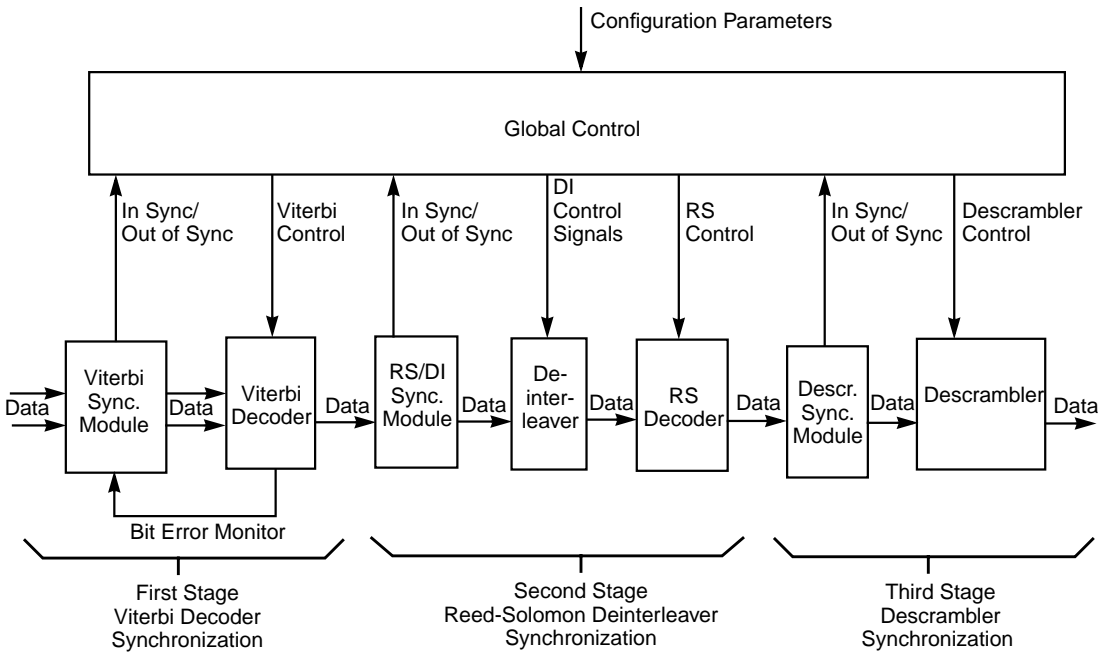 Configuration Parameters
Global Control
In Sync/
Out of Sync
Viterbi
Control
In Sync/
Out of Sync
DI
Control
Signals
RS
Control
In Sync/
Out of Sync
Descrambler
Control
Data
Viterbi
Sync.
Module
Data
Viterbi
Decoder
Data
RS/DI
Sync.
Module
Data
De-
inter-
leaver
Data
RS
Decoder
Data
Descr.
Sync.
Module
Data
Descrambler
Data
Bit Error Monitor
First Stage
Viterbi Decoder
Synchronization
Second Stage
Reed-Solomon Deinterleaver
Synchronization
Third Stage
Descrambler
Synchronization